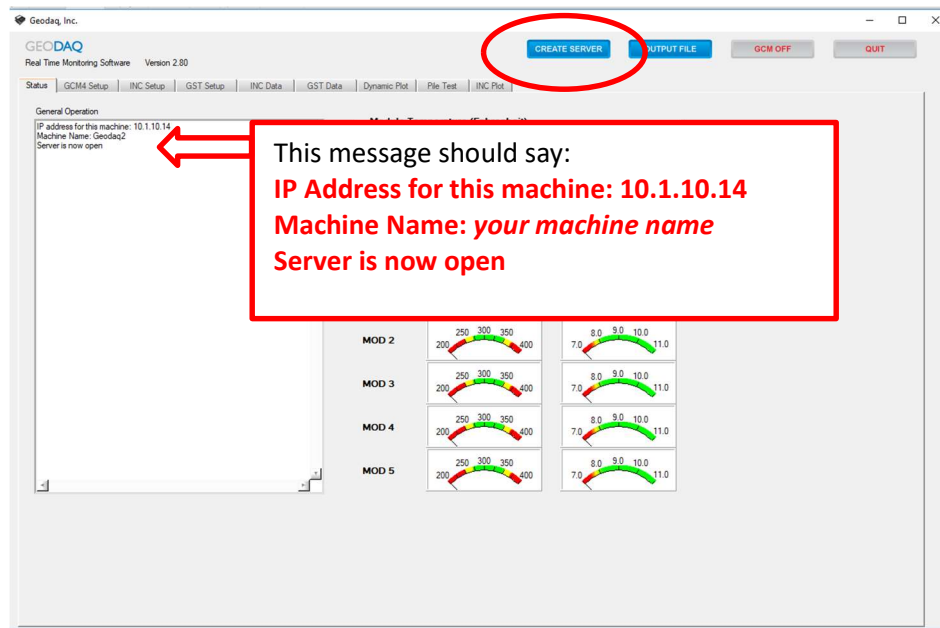 Geodaq, Inc.
GEODAQ
CREATE SERVER
OUTPUT FILE
GCM OFF
QUIT
Real Time Monitoring Software Version 2.80
Status GCM4 Setup INC Setup GST Setup INC Data GST Data Dynamic Plot Pile Test INC Plot
General Operation
IP address for this machine: 10.1.10.14
Machine Name: Geodaq2
Server is now open
This message should say:
IP Address for this machine: 10.1.10.14
Machine Name: your machine name
Server is now open
MOD 2
200 250 300 350 400
7.0 8.0 9.0 10.0 11.0
MOD 3
200 250 300 350 400
7.0 8.0 9.0 10.0 11.0
MOD 4
200 250 300 350 400
7.0 8.0 9.0 10.0 11.0
MOD 5
200 250 300 350 400
7.0 8.0 9.0 10.0 11.0